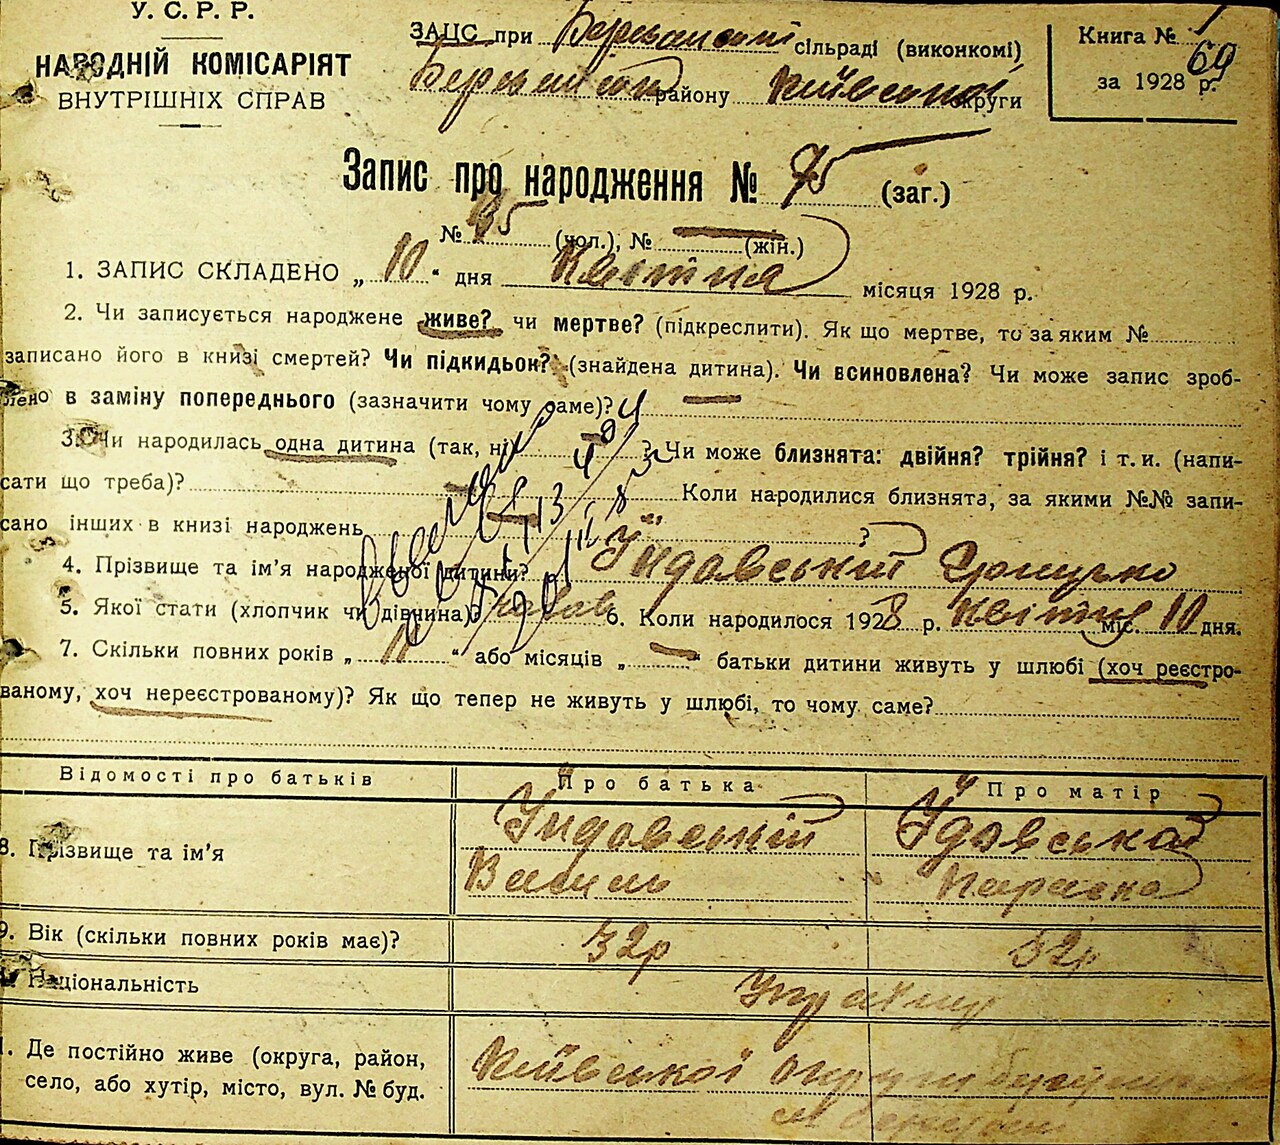 У. С. Р. Р.
НАРОДНІЙ КОМІСАРІЯТ
ВНУТРІШНІХ СПРАВ
ЗАЦС при сільраді (виконкомі)
району Київської округи
Книга № 1
69
за 1928 р.
Запис про народження № 75 (заг.)
№ (чол.), № (жін.)
1. ЗАПИС СКЛАДЕНО „ 10 “ дня Квітня місяця 1928 р.
2. Чи записується народжене живе? чи мертве? (підкреслити). Як що мертве, то за яким №
записано його в книзі смертей? Чи підкидьок? (знайдена дитина). Чи всиновлена? Чи може запис зроб-
лено в заміну попереднього (зазначити чому саме)?
3. Чи народилась одна дитина (так, ні) ? Чи може близнята: двійня? трійня? і т. и. (напи-
сати що треба)? Коли народилися близнята, за якими №№ запи-
сано інших в книзі народжень ?
4. Прізвище та ім’я народженої дитини? Грицько
5. Якої стати (хлопчик чи дівчина)? 6. Коли народилося 1928 р. квітня міс. 10 дня.
7. Скільки повних років „ 11 “ або місяців „ — “ батьки дитини живуть у шлюбі (хоч реєстро-
ваному, хоч нереєстрованому)? Як що тепер не живуть у шлюбі, то чому саме?
Відомості про батьків Про батька Про матір
8. Прізвище та ім’я
Василь Параска
9. Вік (скільки повних років має)? 32р 32р
Національність
Де постійно живе (округа, район, Київської округи
село, або хутір, місто, вул. № буд.